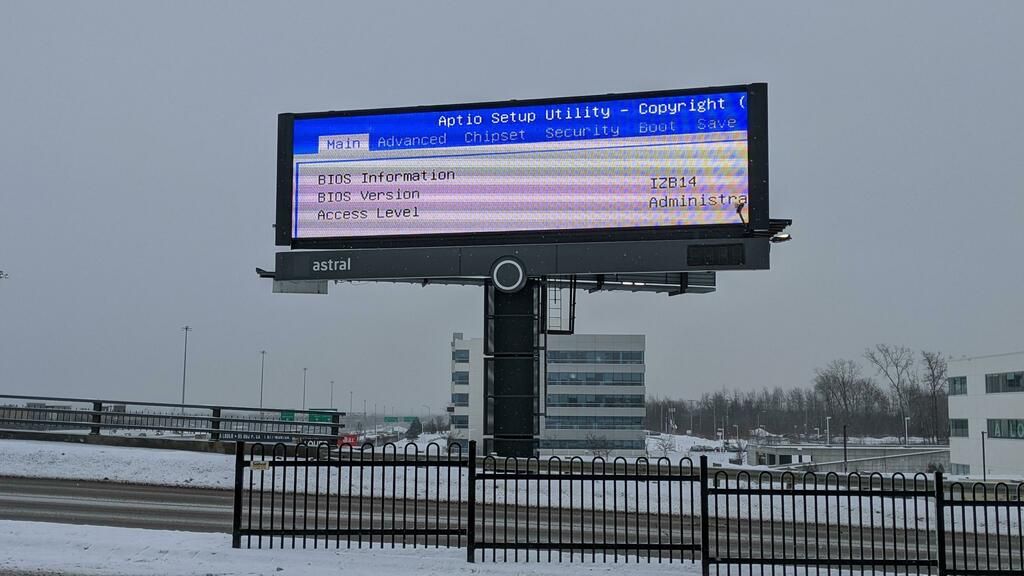 Aptio Setup Utility - Copyright (
Main Advanced Chipset Security Boot Save
BIOS Information
BIOS Version IZB14
Access Level Administra
astral